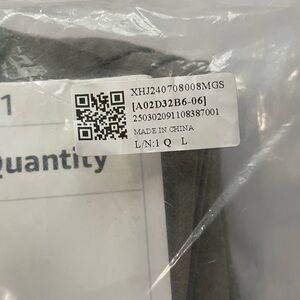 XHJ240708008MGS
[A02D32B6-06]
250302091108387001
MADE IN CHINA
L/N:1 Q L
1
Quantity